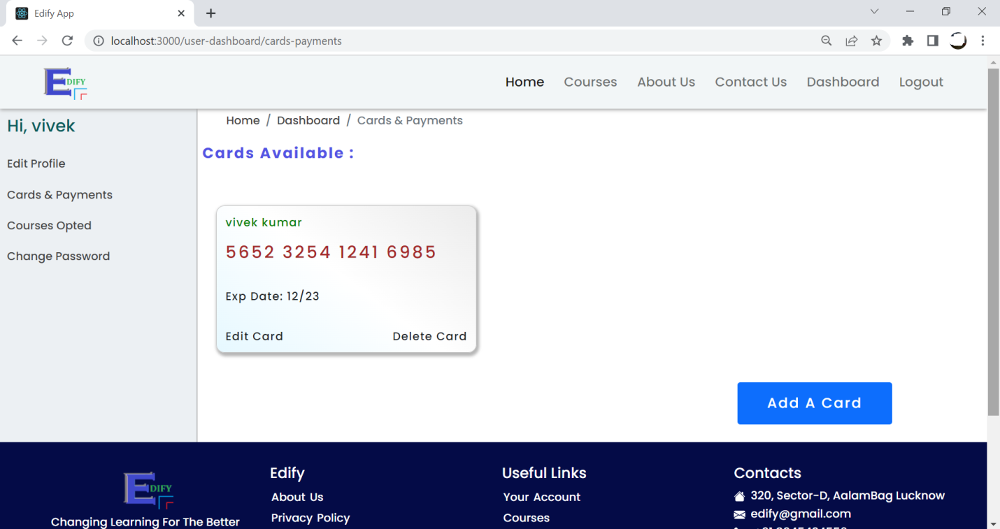 Edify App
localhost:3000/user-dashboard/cards-payments
EDIFY
Home Courses About Us Contact Us Dashboard Logout
Hi, vivek
Edit Profile
Cards & Payments
Courses Opted
Change Password
Home / Dashboard / Cards & Payments
Cards Available :
vivek kumar
5652 3254 1241 6985
Exp Date: 12/23
Edit Card Delete Card
Add A Card
EDIFY
Changing Learning For The Better
Edify
About Us
Privacy Policy
Useful Links
Your Account
Courses
Contacts
320, Sector-D, AalamBag Lucknow
edify@gmail.com